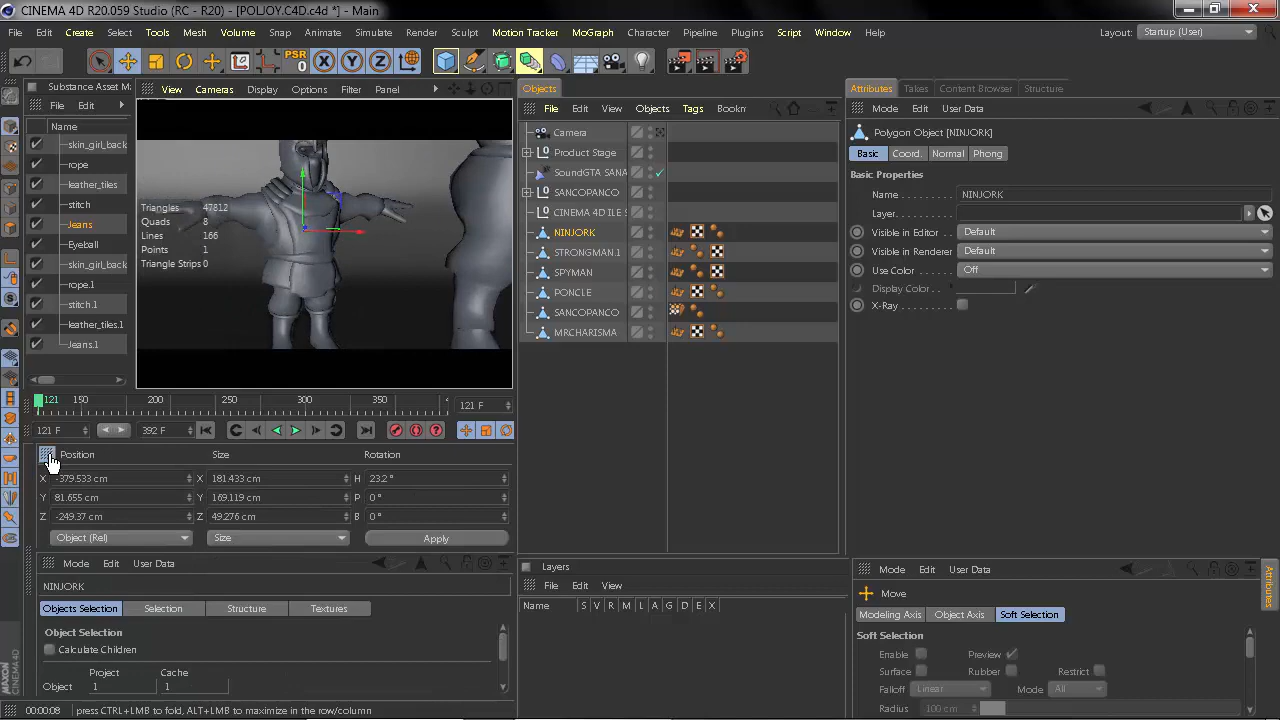 CINEMA 4D R20.059 Studio (RC - R20) - [POLJOY.C4D.c4d *] - Main
File Edit Create Select Tools Mesh Volume Snap Animate Simulate Render Sculpt Motion Tracker MoGraph Character Pipeline Plugins Script Window Help Layout: Startup (User)
PSR
0
X Y Z
Substance Asset Ma
File Edit
Name
skin_girl_back
rope
leather_tiles
stitch
Jeans
Eyeball
skin_girl_back
rope.1
stitch.1
leather_tiles.1
Jeans.1
View Cameras Display Options Filter Panel
Triangles 47812
Quads 8
Lines 166
Points 1
Triangle Strips 0
Objects
File Edit View Objects Tags Bookm
Camera
Product Stage
SoundGTA SANA
SANCOPANCO
CINEMA 4D ILE S
NINJORK
STRONGMAN.1
SPYMAN
PONCLE
SANCOPANCO
MRCHARISMA
Attributes Takes Content Browser Structure
Mode Edit User Data
Polygon Object [NINJORK]
Basic Coord. Normal Phong
Basic Properties
Name NINJORK
Layer
Visible in Editor Default
Visible in Renderer Default
Use Color Off
Display Color
X-Ray
121 150 200 250 300 350 121 F
121 F 392 F
Position Size Rotation
X -379.533 cm X 181.433 cm H 23.2 °
Y 81.655 cm Y 169.119 cm P 0 °
Z -249.37 cm Z 49.276 cm B 0 °
Object (Rel) Size Apply
Mode Edit User Data
NINJORK
Objects Selection Selection Structure Textures
Object Selection
Calculate Children
Project Cache
Object 1 1
Layers
File Edit View
Name S V R M L A G D E X
Mode Edit User Data
Move
Modeling Axis Object Axis Soft Selection
Soft Selection
Enable Preview
Surface Rubber Restrict
Falloff Linear Mode All
Radius 100 cm
Attributes
MAXON
CINEMA 4D
00:00:08 press CTRL+LMB to fold, ALT+LMB to maximize in the row/column